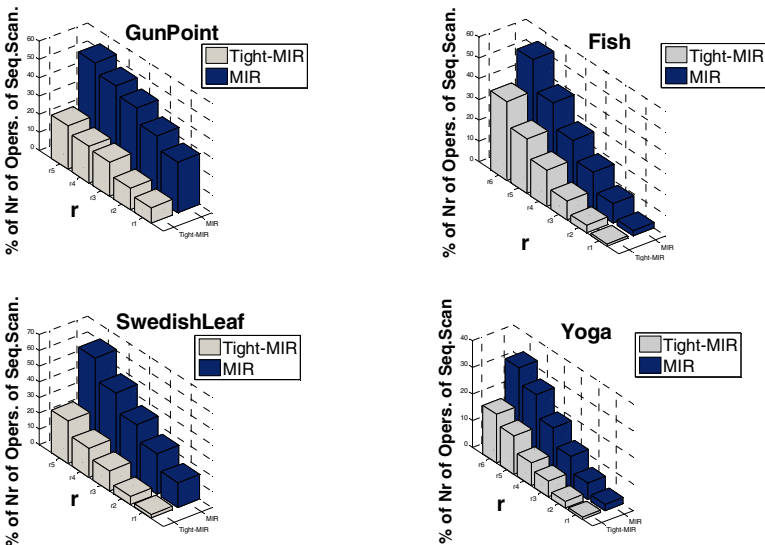 GunPoint
Tight-MIR
MIR
% of Nr of Opers. of Seq.Scan.
60
50
40
30
20
10
0
r5
r4
r3
r2
r1
r
Tight-MIR
MIR
Fish
Tight-MIR
MIR
% of Nr of Opers. of Seq.Scan.
60
50
40
30
20
10
0
r6
r5
r4
r3
r2
r1
r
Tight-MIR
MIR
SwedishLeaf
Tight-MIR
MIR
% of Nr of Opers. of Seq.Scan.
70
60
50
40
30
20
10
0
r5
r4
r3
r2
r1
r
Tight-MIR
MIR
Yoga
Tight-MIR
MIR
% of Nr of Opers. of Seq.Scan
40
30
20
10
0
r6
r5
r4
r3
r2
r1
r
Tight-MIR
MIR